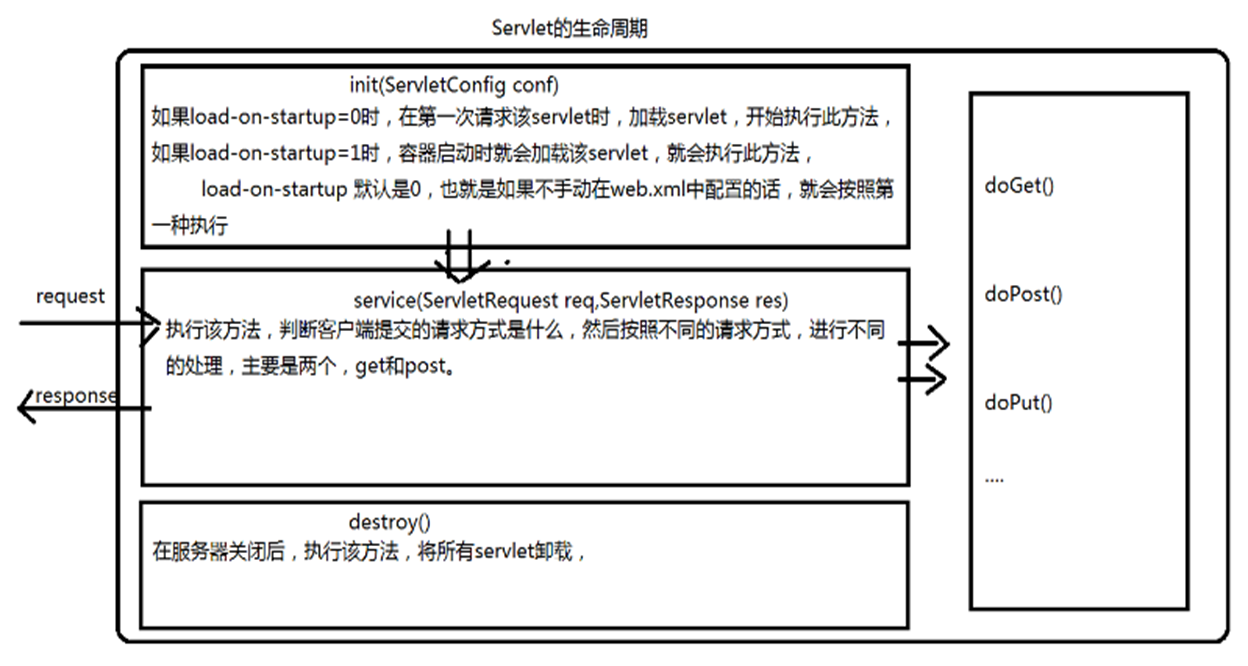 Servlet的生命周期
init(ServletConfig conf)
如果load-on-startup=0时，在第一次请求该servlet时，加载servlet，开始执行此方法，
如果load-on-startup=1时，容器启动时就会加载该servlet，就会执行此方法，
load-on-startup 默认是0，也就是如果不手动在web.xml中配置的话，就会按照第
一种执行
request
service(ServletRequest req,ServletResponse res)
执行该方法，判断客户端提交的请求方式是什么，然后按照不同的请求方式，进行不同
的处理，主要是两个，get和post。
response
destroy()
在服务器关闭后，执行该方法，将所有servlet卸载，
doGet()
doPost()
doPut()
....